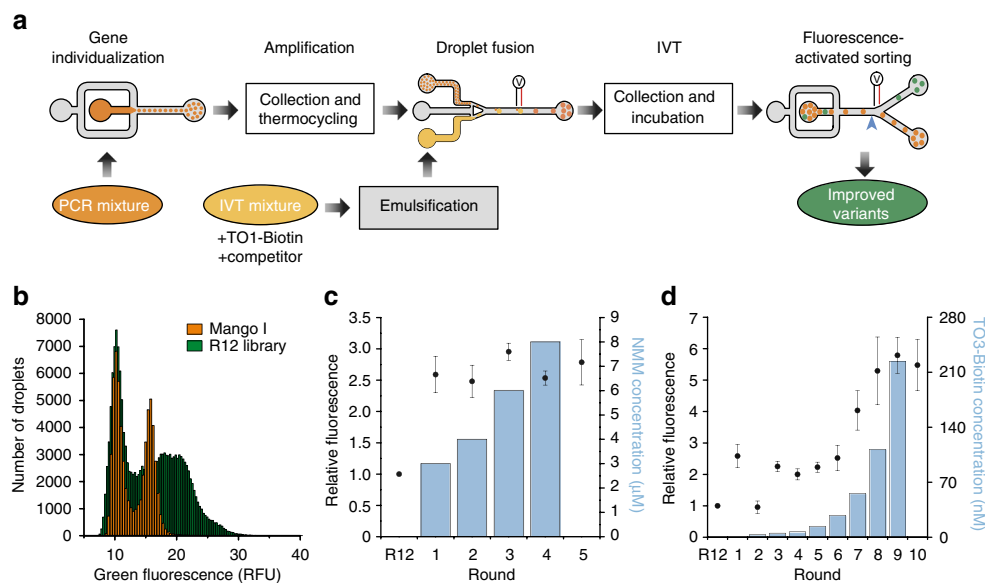 a
Gene
individualization
Amplification
Droplet fusion
IVT
Fluorescence-
activated sorting
Collection and
thermocycling
V
Collection and
incubation
V
PCR mixture
IVT mixture
Emulsification
Improved
variants
+TO1-Biotin
+competitor
b
8000
7000
6000
5000
4000
3000
2000
1000
0
Number of droplets
Mango I
R12 library
10
20
30
40
Green fluorescence (RFU)
c
3.5
3.0
2.5
2.0
1.5
1.0
0.5
0.0
Relative fluorescence
9
8
7
6
5
4
3
2
1
0
NMM concentration (μM)
R12 1 2 3 4 5
Round
d
7
6
5
4
3
2
1
0
Relative fluorescence
280
210
140
70
0
TO3-Biotin concentration
(nM)
R12 1 2 3 4 5 6 7 8 9 10
Round